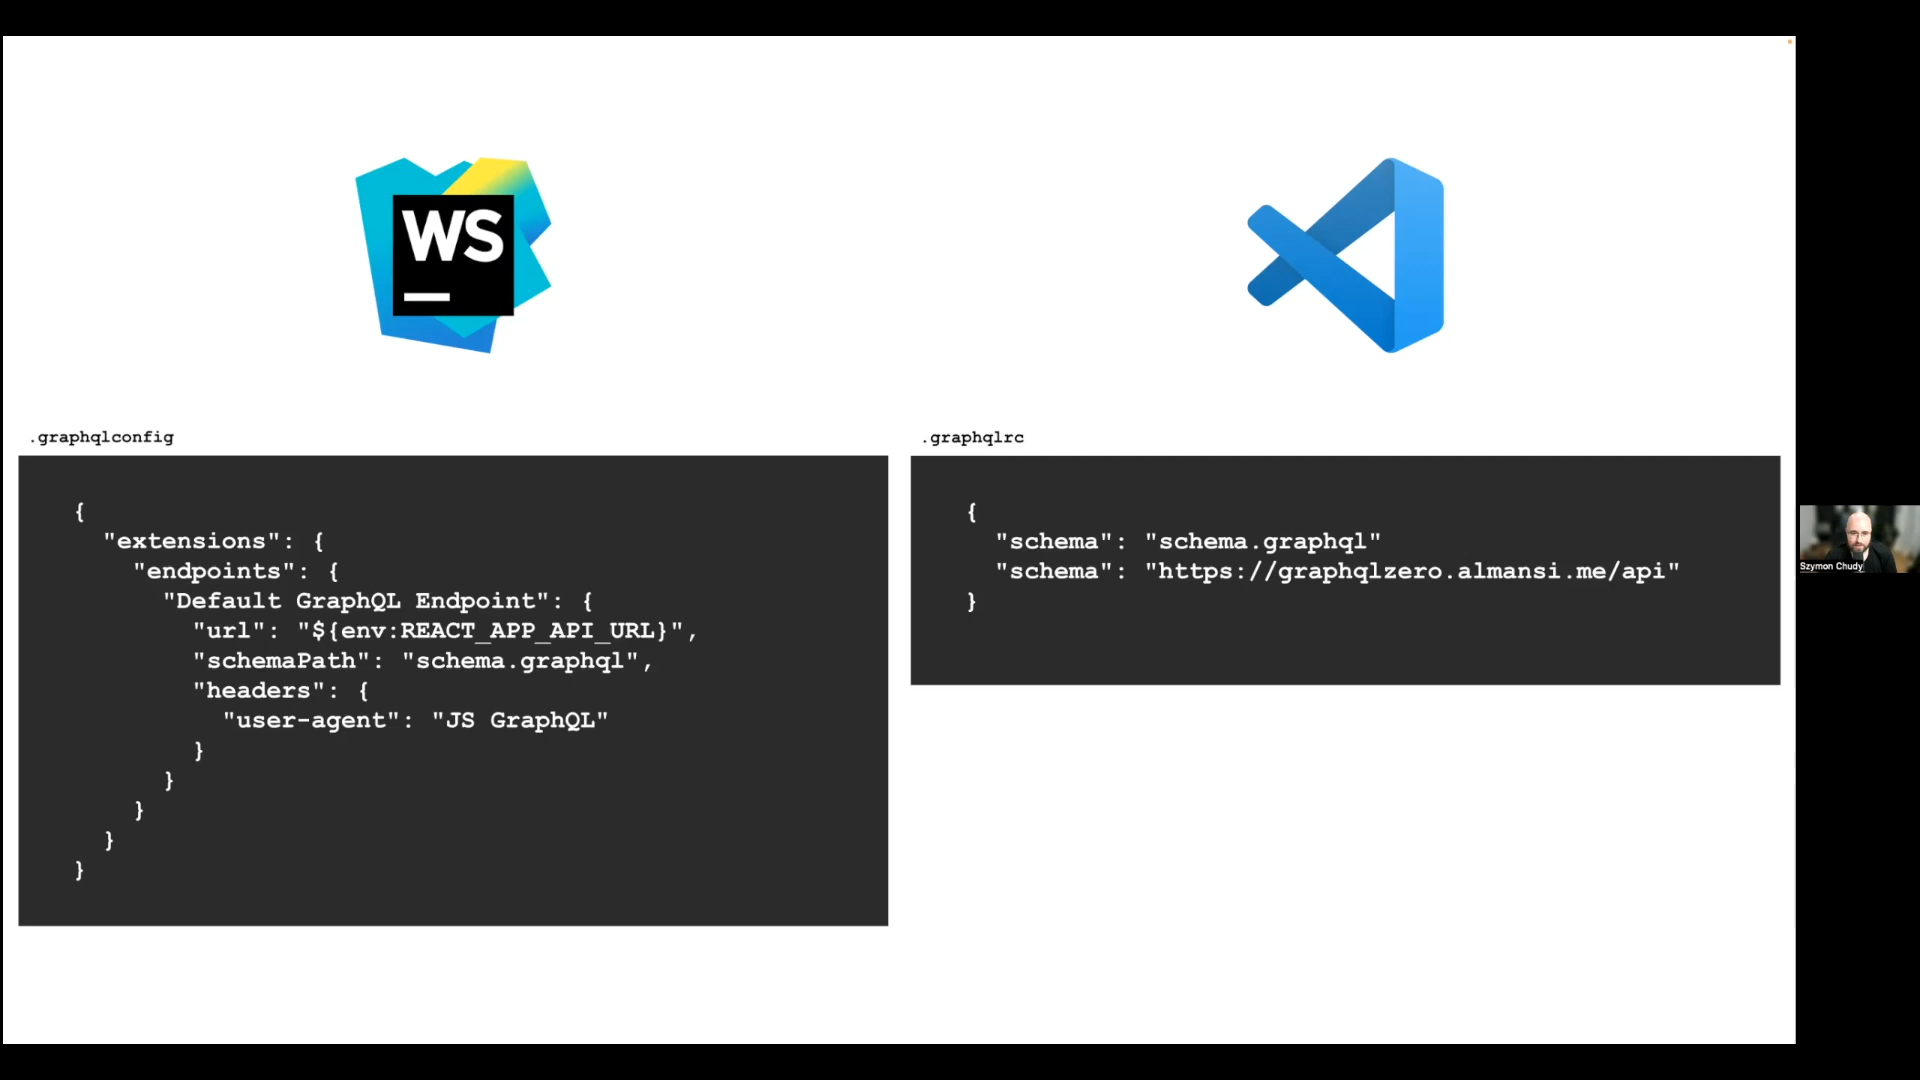 WS
.graphqlconfig
{
"extensions": {
"endpoints": {
"Default GraphQL Endpoint": {
"url": "${env:REACT_APP_API_URL}",
"schemaPath": "schema.graphql",
"headers": {
"user-agent": "JS GraphQL"
}
}
}
}
}
.graphqlrc
{
"schema": "schema.graphql"
"schema": "https://graphqlzero.almansi.me/api"
}
Szymon Chudy